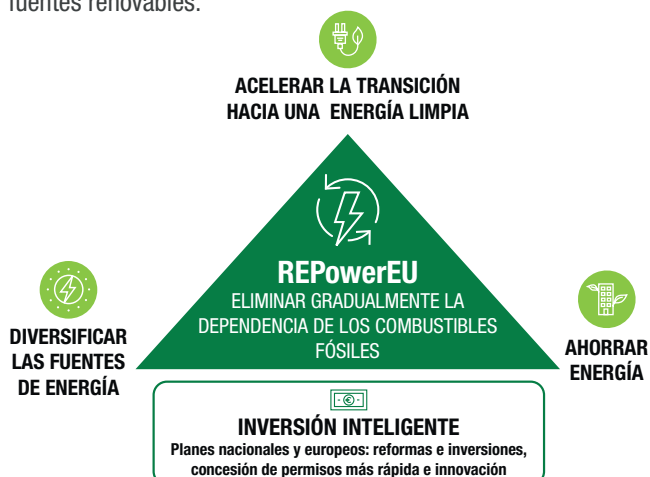 fuentes renovables.
ACELERAR LA TRANSICIÓN
HACIA UNA ENERGÍA LIMPIA
REPowerEU
ELIMINAR GRADUALMENTE LA
DEPENDENCIA DE LOS COMBUSTIBLES
FÓSILES
DIVERSIFICAR
LAS FUENTES
DE ENERGÍA
AHORRAR
ENERGÍA
INVERSIÓN INTELIGENTE
Planes nacionales y europeos: reformas e inversiones,
concesión de permisos más rápida e innovación